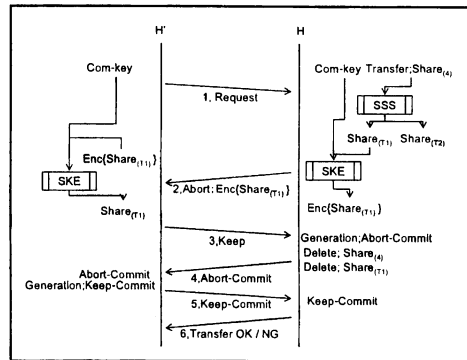 H' H
Com-key
Com-key Transfer;Share(4)
1, Request
SSS
Share(T1) Share(T2)
Enc{Share(T1)}
SKE
SKE
2,Abort; Enc{Share(T1)}
Share(T1)
Enc{Share(T1)}
3,Keep
Generation;Abort-Commit
Delete; Share(4)
Delete; Share(T1)
Abort-Commit
4,Abort-Commit
Generation;Keep-Commit
5,Keep-Commit
Keep-Commit
6,Transfer OK / NG